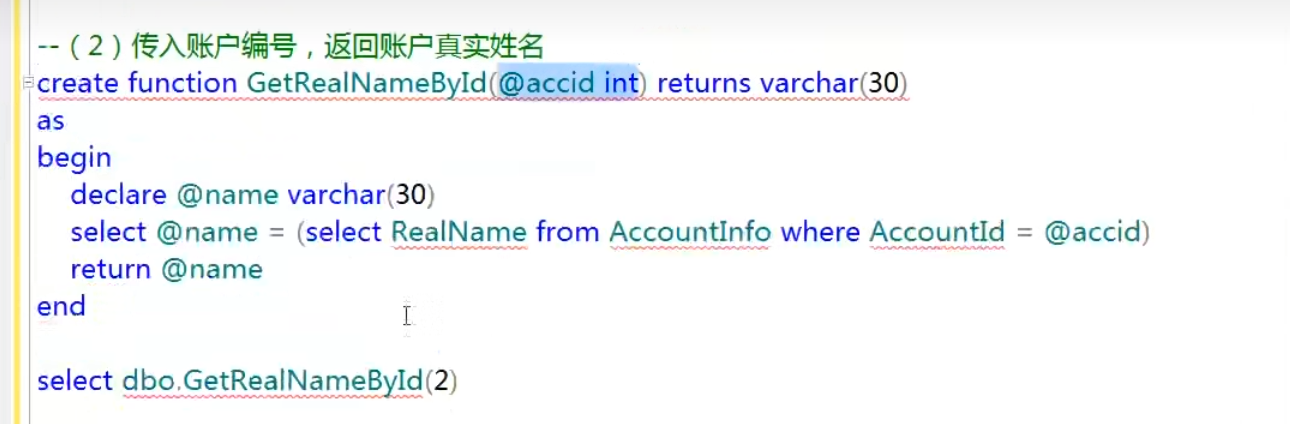 --（2）传入账户编号，返回账户真实姓名
create function GetRealNameById(@accid int) returns varchar(30)
as
begin
declare @name varchar(30)
select @name = (select RealName from AccountInfo where AccountId = @accid)
return @name
end
select dbo.GetRealNameById(2)